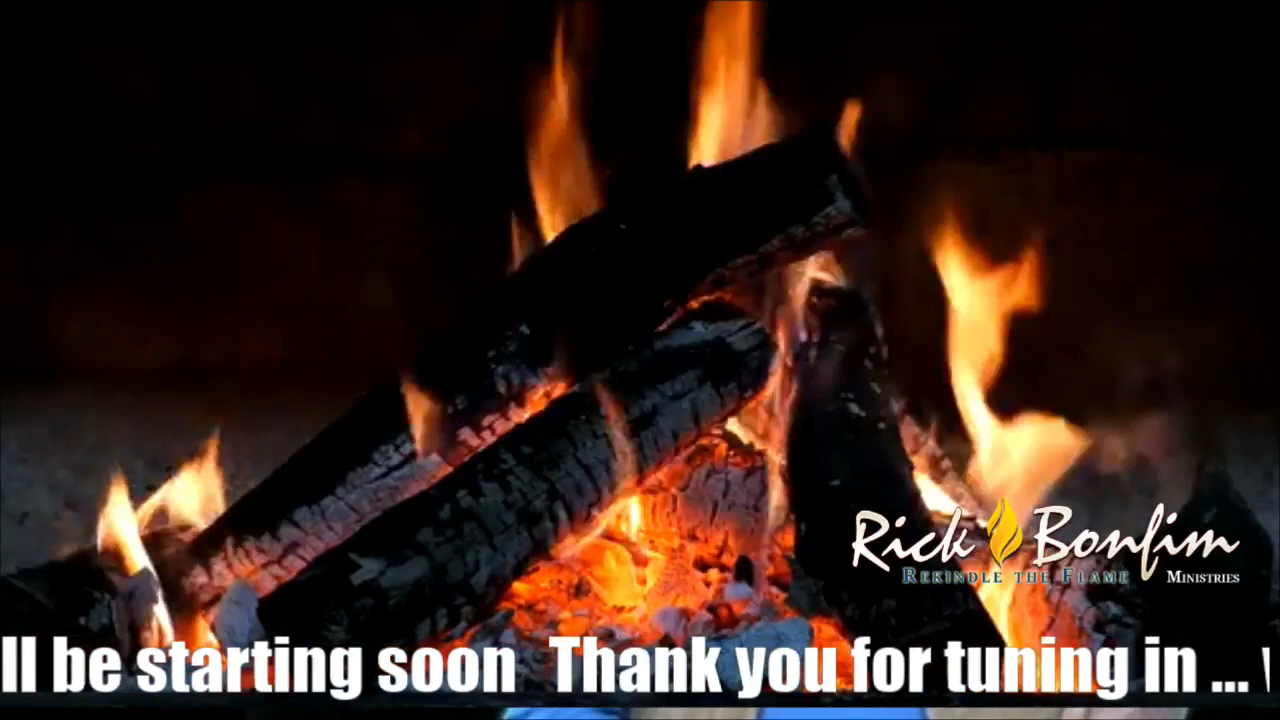 Rick Bonfim
REKINDLE THE FLAME MINISTRIES
ll be starting soon Thank you for tuning in ...